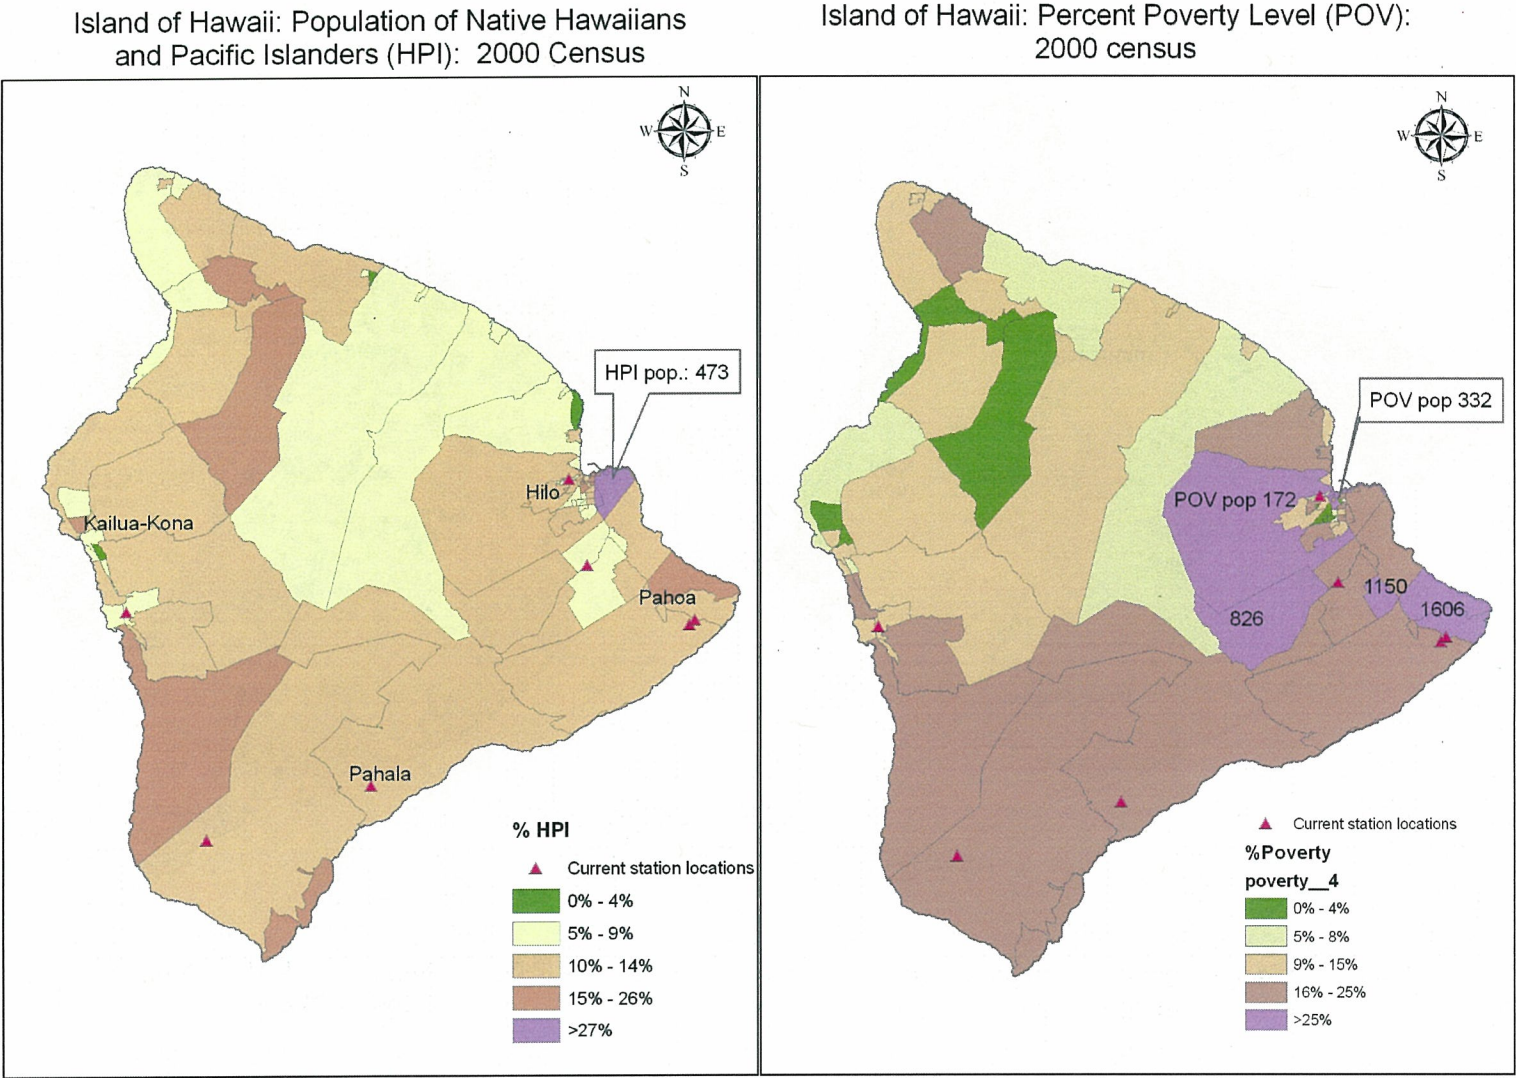 Island of Hawaii: Population of Native Hawaiians
and Pacific Islanders (HPI): 2000 Census
N
W
E
S
HPI pop.: 473
Hilo
Kailua-Kona
Pahoa
Pahala
% HPI
Current station locations
0% - 4%
5% - 9%
10% - 14%
15% - 26%
>27%
Island of Hawaii: Percent Poverty Level (POV):
2000 census
N
W
E
S
POV pop 332
POV pop 172
1150
1606
826
Current station locations
%Poverty
poverty__4
0% - 4%
5% - 8%
9% - 15%
16% - 25%
>25%